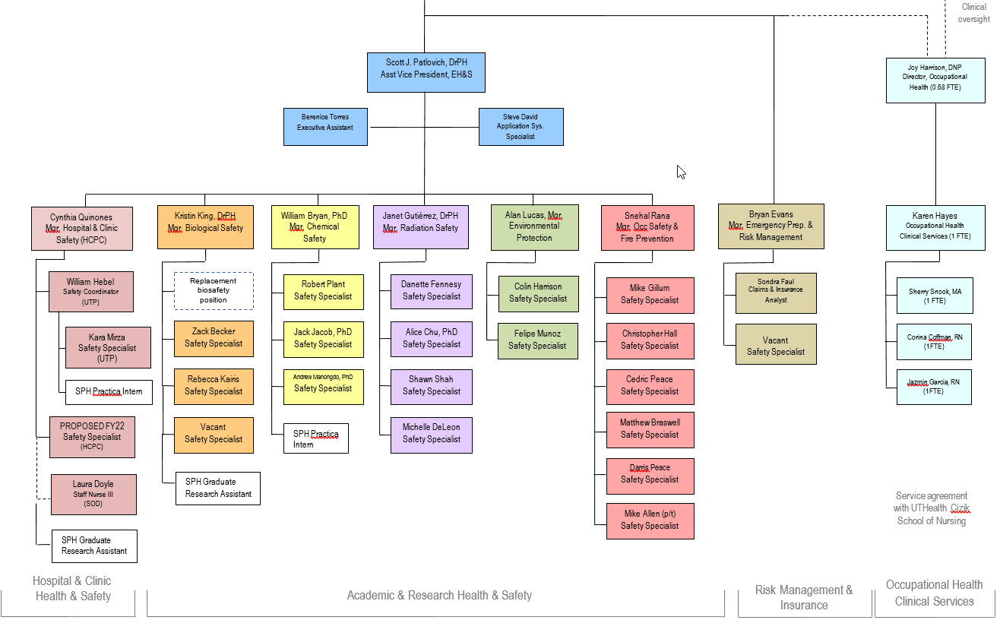 Clinical
oversight
Scott J. Patlovich, DrPH
Asst Vice President, EH&S
Joy Harrison, DNP
Director, Occupational
Health (0.68 FTE)
Berenice Torres
Executive Assistant
Steve David
Application Sys.
Specialist
Cynthia Quinones
Mgr, Hospital & Clinic
Safety (HCPC)
William Hebel
Safety Coordinator
(UTP)
Kara Mirza
Safety Specialist
(UTP)
SPH Practica Intern
PROPOSED FY22
Safety Specialist
(HCPC)
Laura Doyle
Staff Nurse III
(SOD)
SPH Graduate
Research Assistant
Kristin King, DrPH
Mgr, Biological Safety
Replacement
biosafety
position
Zack Becker
Safety Specialist
Rebecca Kairis
Safety Specialist
Vacant
Safety Specialist
SPH Graduate
Research Assistant
William Bryan, PhD
Mgr, Chemical
Safety
Robert Plant
Safety Specialist
Jack Jacob, PhD
Safety Specialist
Andrew Manongdo, PhD
Safety Specialist
SPH Practica
Intern
Janet Gutiérrez, DrPH
Mgr, Radiation Safety
Danette Fennesy
Safety Specialist
Alice Chu, PhD
Safety Specialist
Shawn Shah
Safety Specialist
Michelle DeLeon
Safety Specialist
Alan Lucas, Mgr,
Environmental
Protection
Colin Harrison
Safety Specialist
Felipe Munoz
Safety Specialist
Snehal Rana
Mgr, Occ Safety &
Fire Prevention
Mike Gillum
Safety Specialist
Christopher Hall
Safety Specialist
Cedric Peace
Safety Specialist
Matthew Braswell
Safety Specialist
Darris Peace
Safety Specialist
Mike Allen (p/t)
Safety Specialist
Bryan Evans
Mgr, Emergency Prep. &
Risk Management
Sondra Faul
Claims & Insurance
Analyst
Vacant
Safety Specialist
Karen Hayes
Occupational Health
Clinical Services (1 FTE)
Sherry Snook, MA
(1 FTE)
Corina Coffman, RN
(1FTE)
Jazmin Garcia, RN
(1FTE)
Service agreement
with UTHealth Cizik
School of Nursing
Hospital & Clinic
Health & Safety
Academic & Research Health & Safety
Risk Management &
Insurance
Occupational Health
Clinical Services